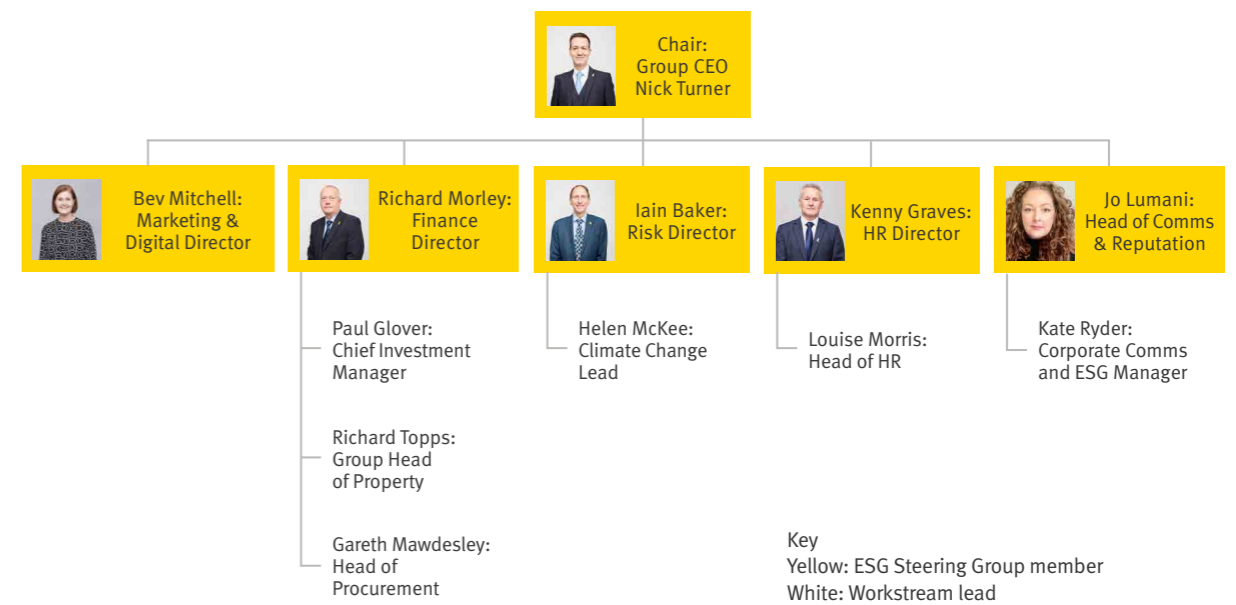 Chair:
Group CEO
Nick Turner
Bev Mitchell:
Marketing &
Digital Director
Richard Morley:
Finance
Director
Iain Baker:
Risk Director
Kenny Graves:
HR Director
Jo Lumani:
Head of Comms
& Reputation
Paul Glover:
Chief Investment
Manager
Richard Topps:
Group Head
of Property
Gareth Mawdesley:
Head of
Procurement
Helen McKee:
Climate Change
Lead
Louise Morris:
Head of HR
Kate Ryder:
Corporate Comms
and ESG Manager
Key
Yellow: ESG Steering Group member
White: Workstream lead